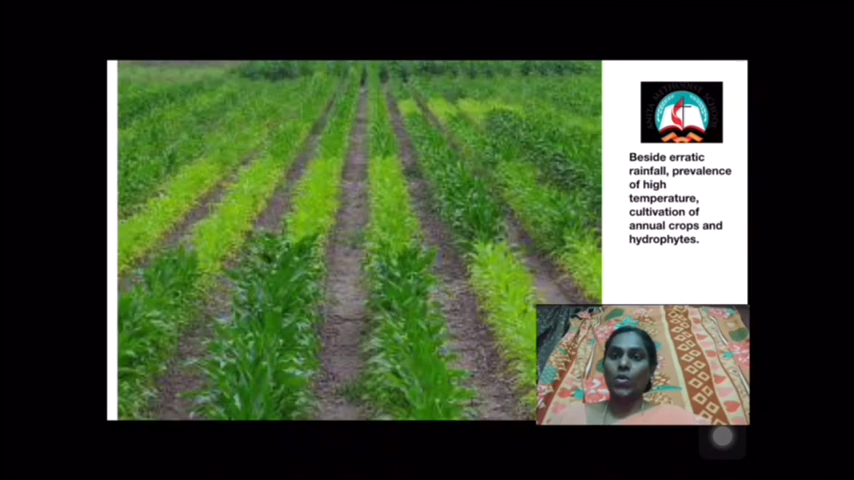 Beside erratic
rainfall, prevalence
of high
temperature,
cultivation of
annual crops and
hydrophytes.